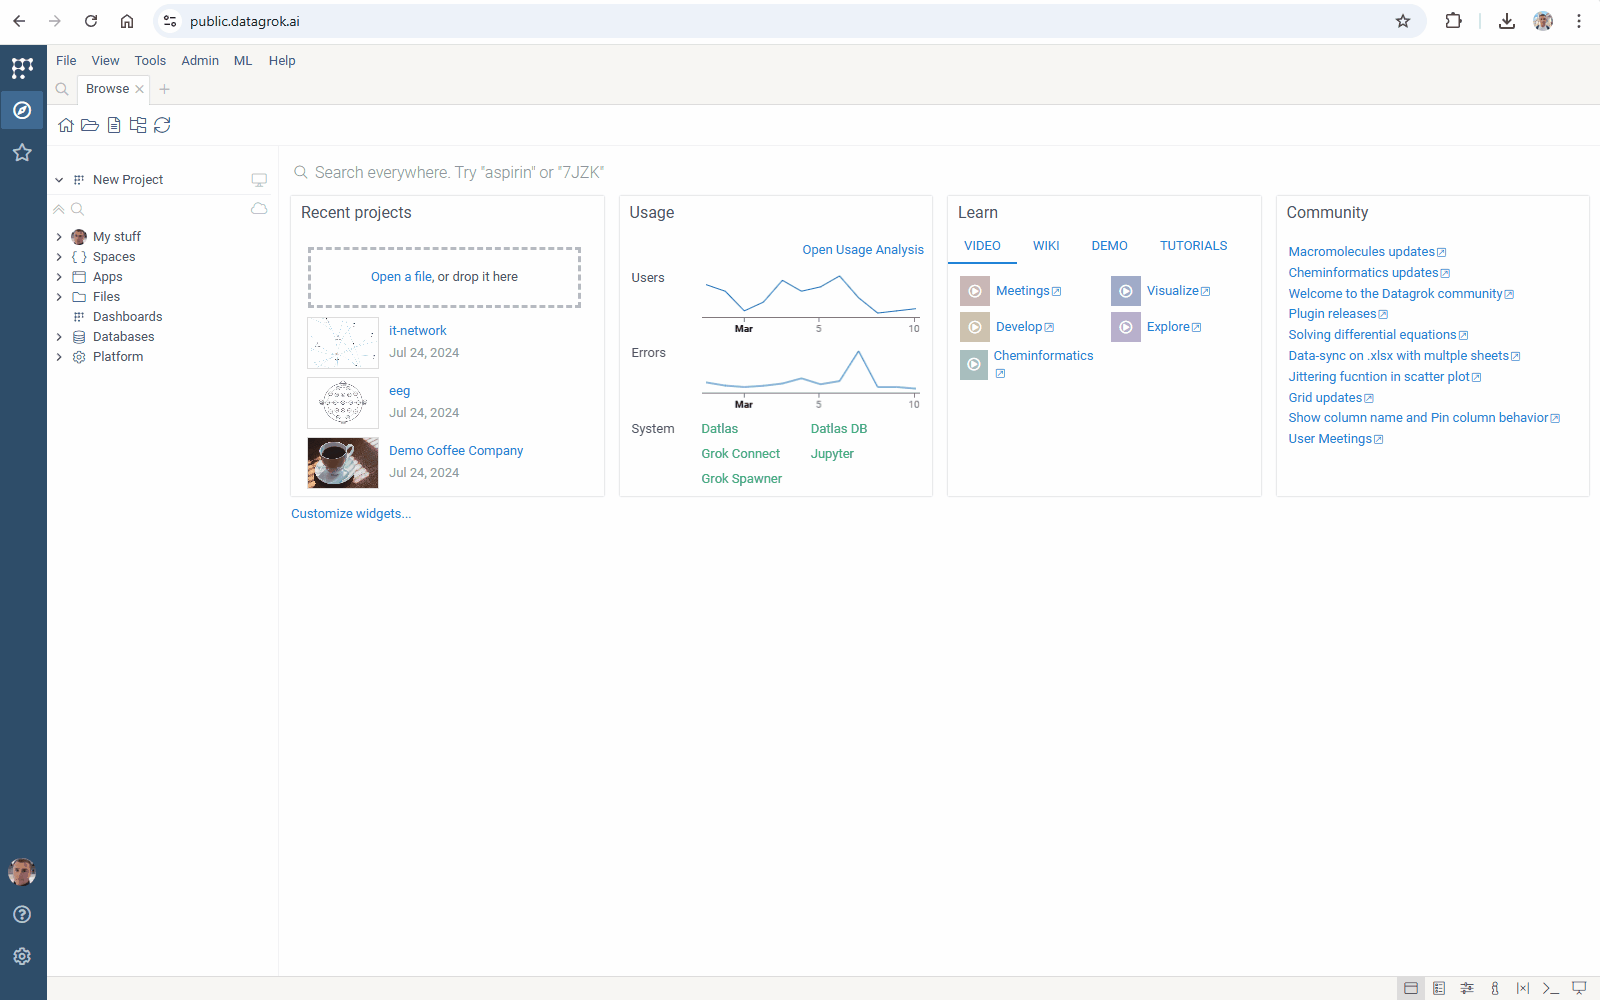 public.datagrok.ai
File View Tools Admin ML Help
Browse
New Project
My stuff
Spaces
Apps
Files
Dashboards
Databases
Platform
Search everywhere. Try "aspirin" or "7JZK"
Recent projects
Open a file, or drop it here
it-network
Jul 24, 2024
eeg
Jul 24, 2024
Demo Coffee Company
Jul 24, 2024
Customize widgets...
Usage
Open Usage Analysis
Users
Mar 5 10
Errors
Mar 5 10
System
Datlas Datlas DB
Grok Connect Jupyter
Grok Spawner
Learn
VIDEO WIKI DEMO TUTORIALS
Meetings Visualize
Develop Explore
Cheminformatics
Community
Macromolecules updates
Cheminformatics updates
Welcome to the Datagrok community
Plugin releases
Solving differential equations
Data-sync on .xlsx with multple sheets
Jittering fucntion in scatter plot
Grid updates
Show column name and Pin column behavior
User Meetings